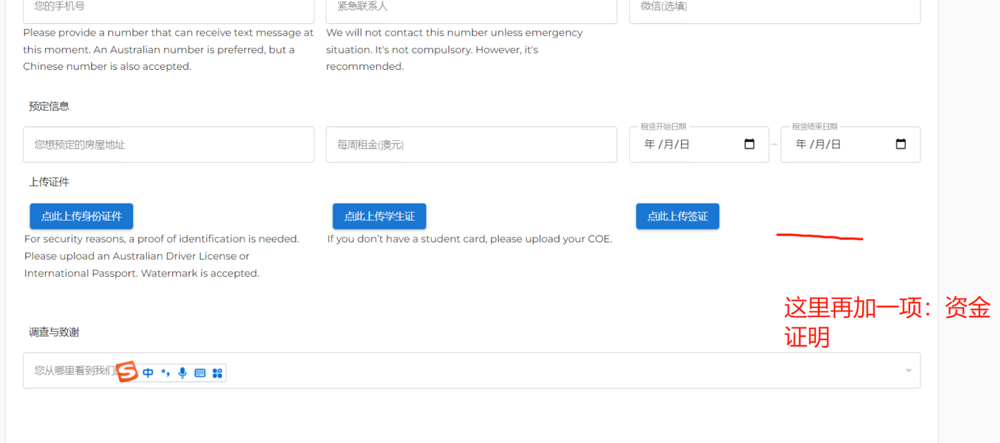 您的手机号
紧急联系人
微信(选填)
Please provide a number that can receive text message at
this moment. An Australian number is preferred, but a
Chinese number is also accepted.
We will not contact this number unless emergency
situation. It's not compulsory. However, it's
recommended.
预定信息
您想预定的房屋地址
每周租金(澳元)
租赁开始日期
年 /月/日
–
租赁结束日期
年 /月/日
上传证件
点此上传身份证件
点此上传学生证
点此上传签证
For security reasons, a proof of identification is needed.
Please upload an Australian Driver License or
International Passport. Watermark is accepted.
If you don’t have a student card, please upload your COE.
这里再加一项：资金
证明
调查与致谢
您从哪里看到我们
S 中 °,